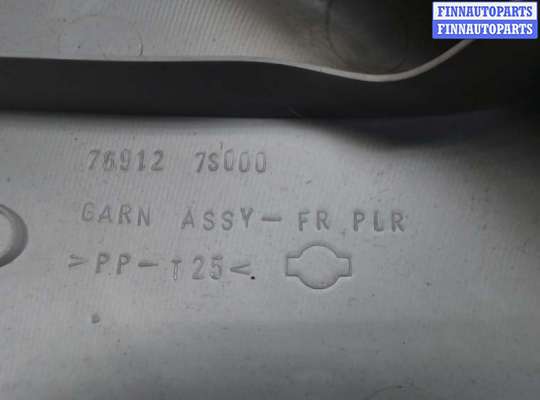 FINNAUTOPARTS
FINNAUTOPARTS
76912 7S000
GARN ASSY-FR PLR
>PP-T25<